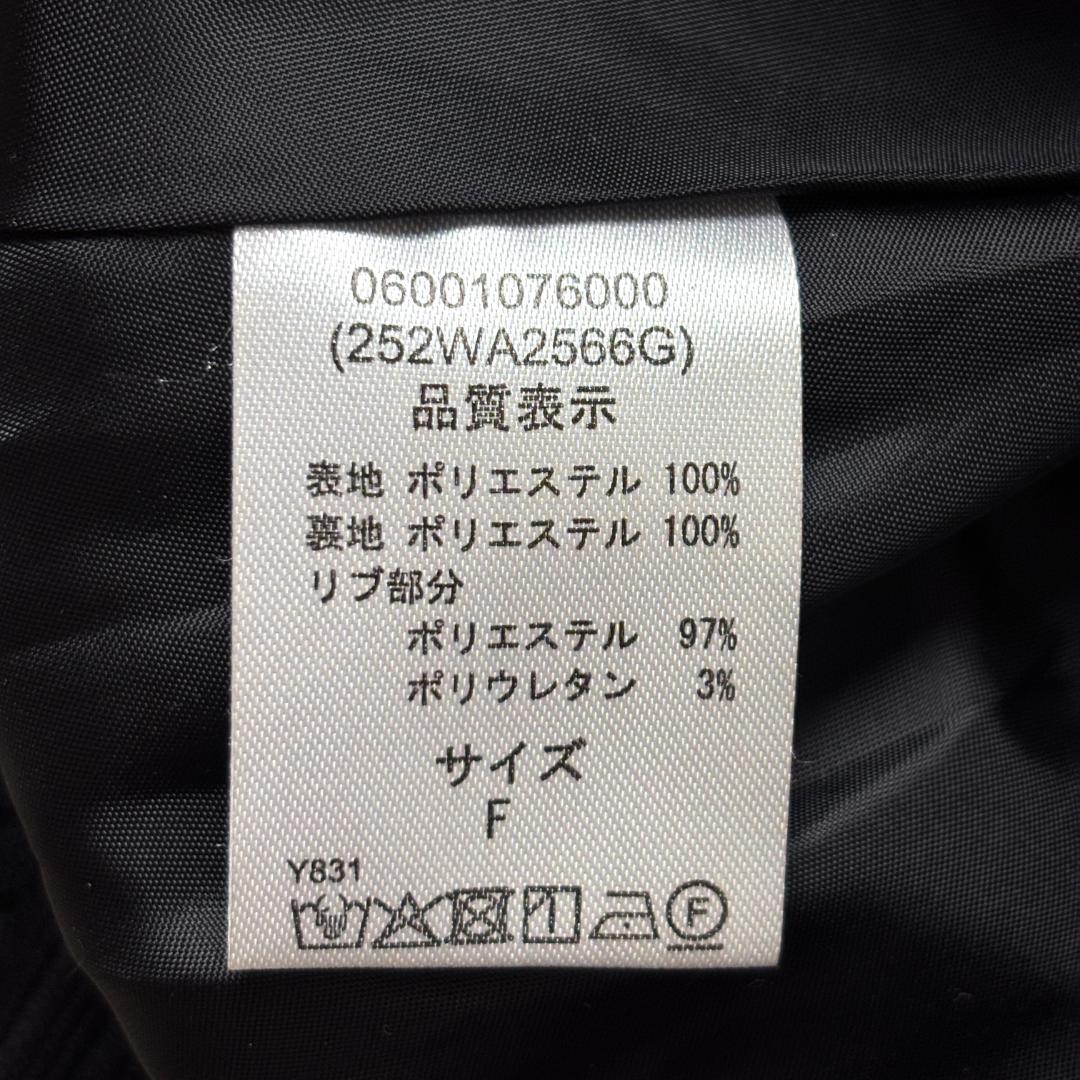 06001076000
(252WA2566G)
品質表示
表地 ポリエステル 100%
裏地 ポリエステル 100%
リブ部分
ポリエステル 97%
ポリウレタン 3%
サイズ
F
Y831
F